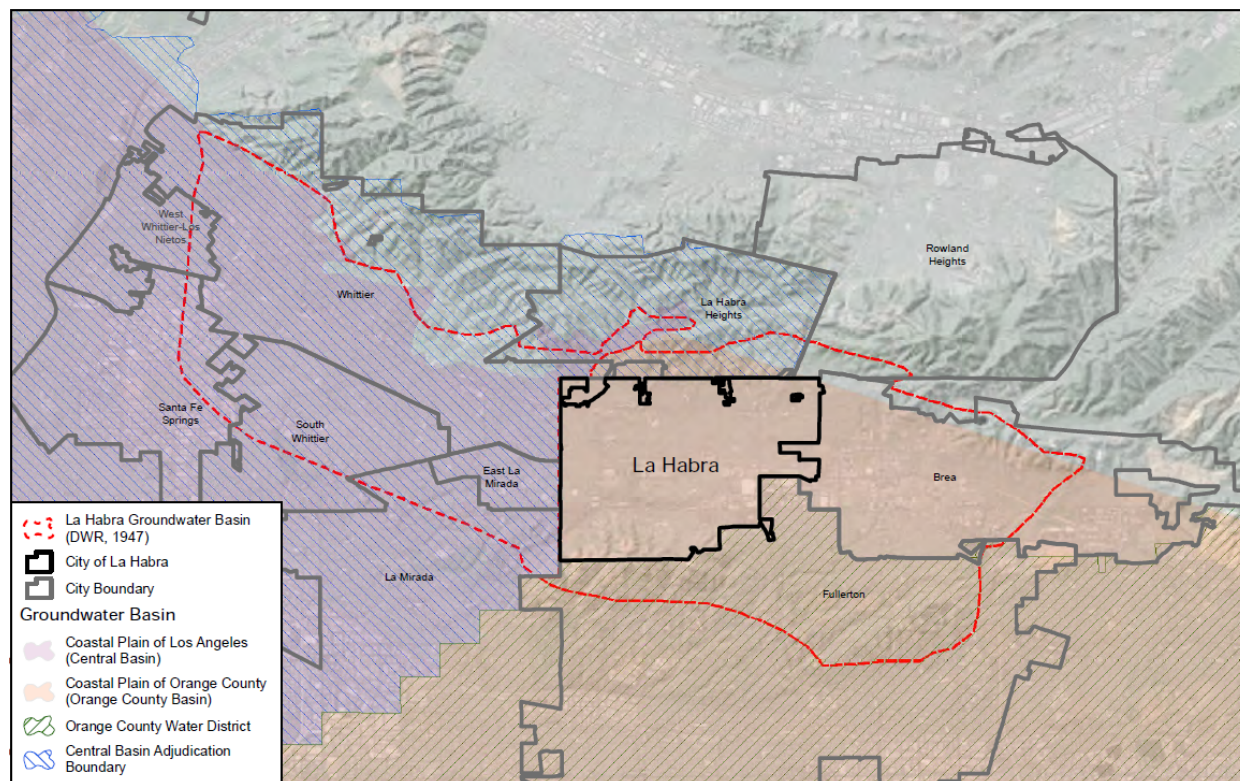 West
Whittier-Los
Nietos
Rowland
Heights
Whittier
La Habra
Heights
Santa Fe
Springs
South
Whittier
East La
Mirada
La Habra
Brea
La Mirada
Fullerton
La Habra Groundwater Basin
(DWR, 1947)
City of La Habra
City Boundary
Groundwater Basin
Coastal Plain of Los Angeles
(Central Basin)
Coastal Plain of Orange County
(Orange County Basin)
Orange County Water District
Central Basin Adjudication
Boundary